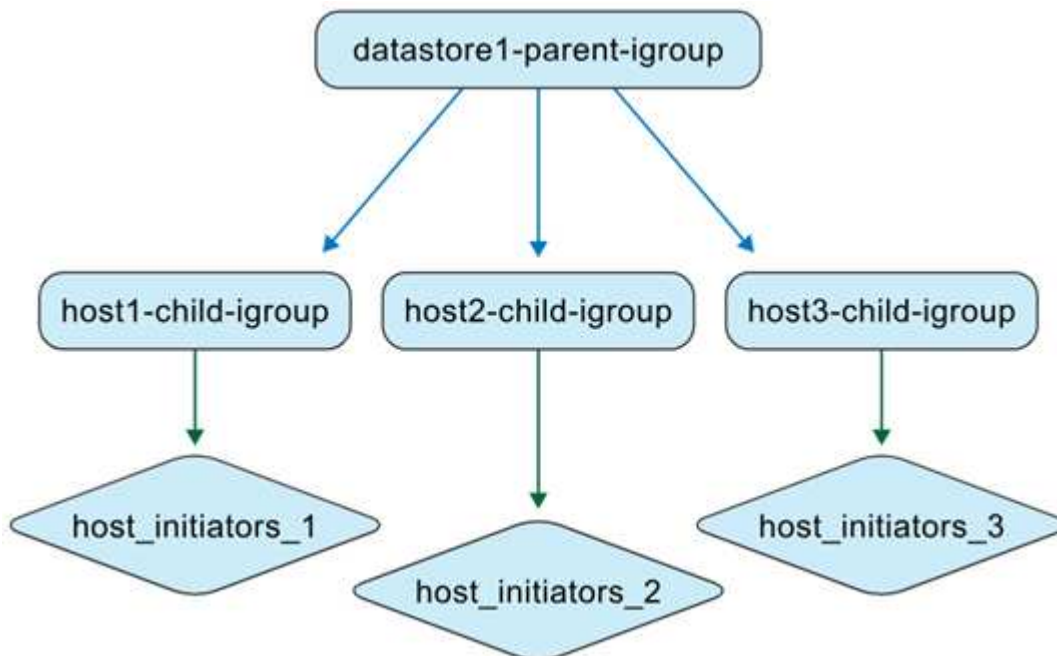 datastore1-parent-igroup
host1-child-igroup
host2-child-igroup
host3-child-igroup
host_initiators_1
host_initiators_2
host_initiators_3